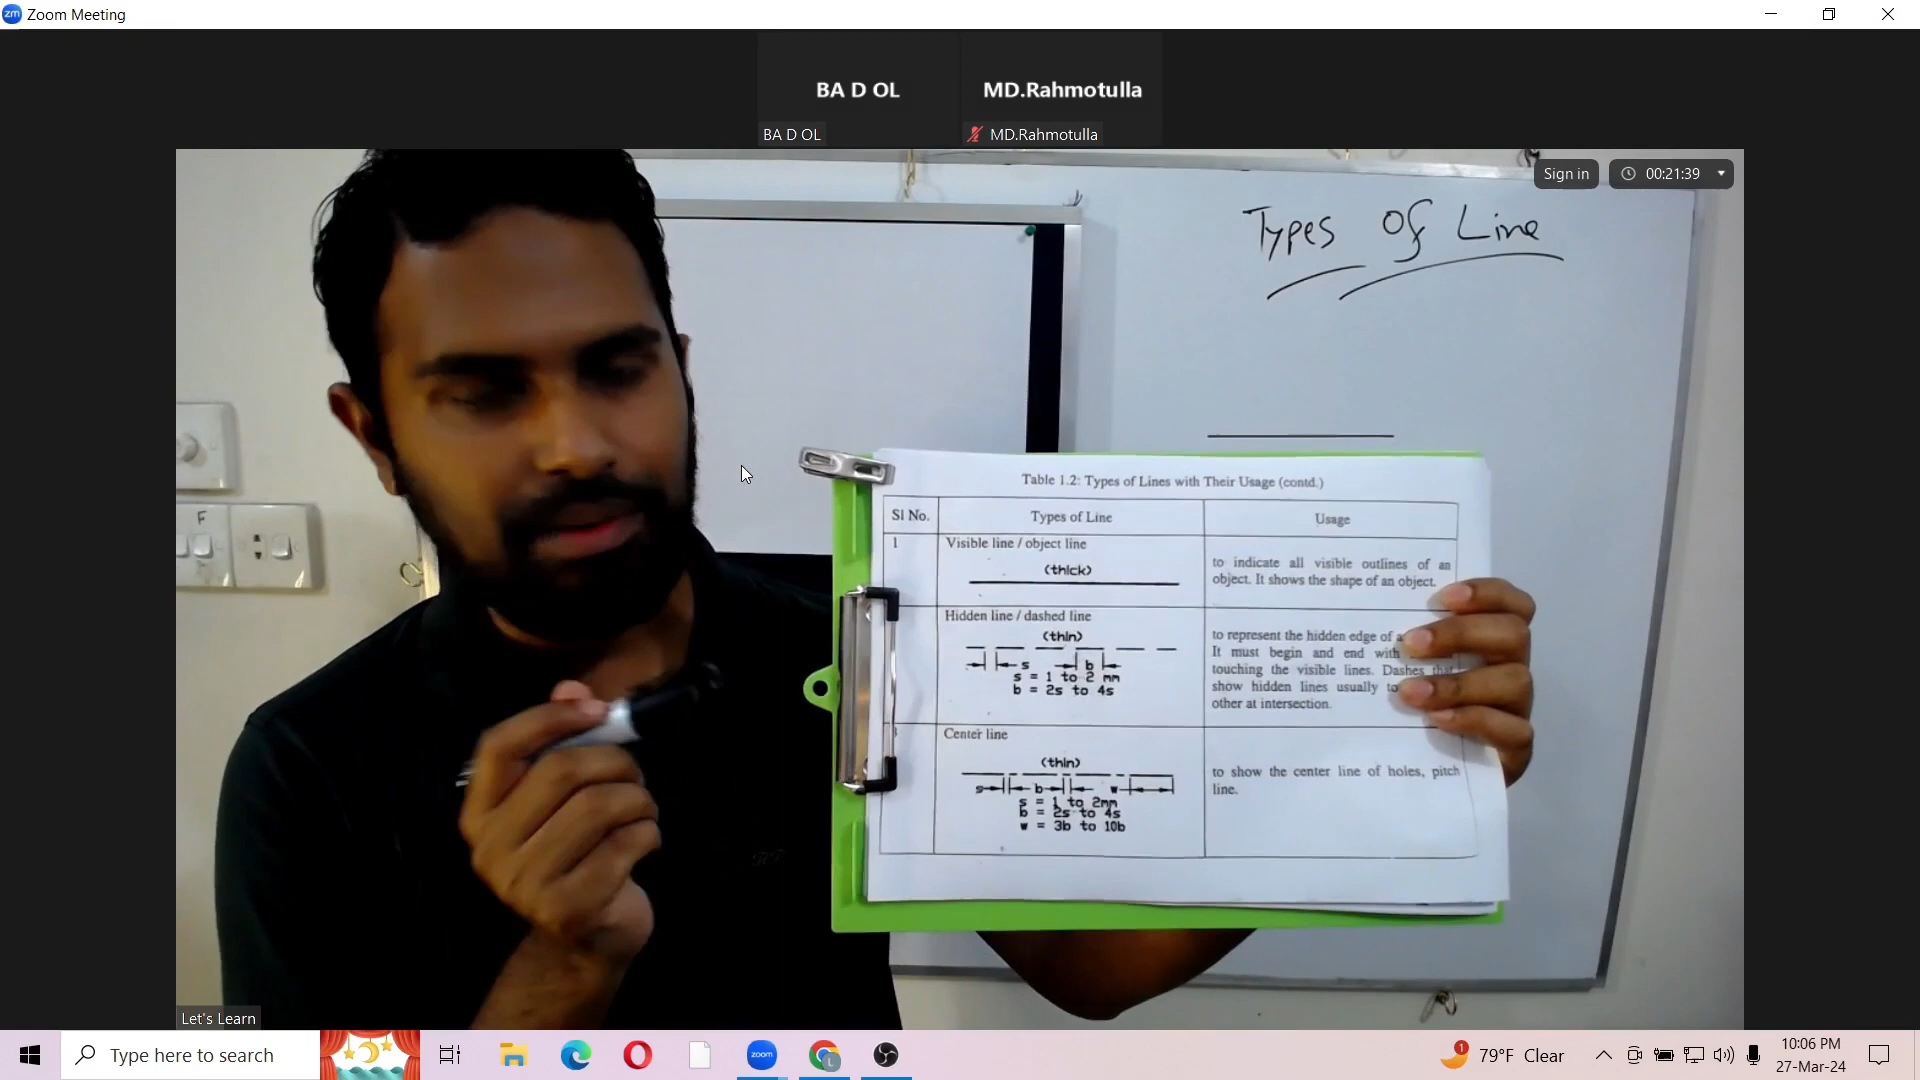 Zoom Meeting
BA D OL
MD.Rahmotulla
BA D OL
MD.Rahmotulla
Sign in
00:21:39
Types Of Line
F
Table 1.2: Types of Lines with Their Usage (contd.)
Sl No. Types of Line Usage
1 Visible line / object line
(thick)
to indicate all visible outlines of an
object. It shows the shape of an object.
Hidden line / dashed line
(thin)
s b
s = 1 to 2 mm
b = 2s to 4s
to represent the hidden edge of
It must begin and end with
touching the visible lines. Dashes that
show hidden lines usually
other at intersection.
Center line
(thin)
s b w
s = 1 to 2mm
b = 2s to 4s
w = 3b to 10b
to show the center line of holes, pitch
line.
Let's Learn
Type here to search
zoom
L
1
79°F Clear
10:06 PM
27-Mar-24